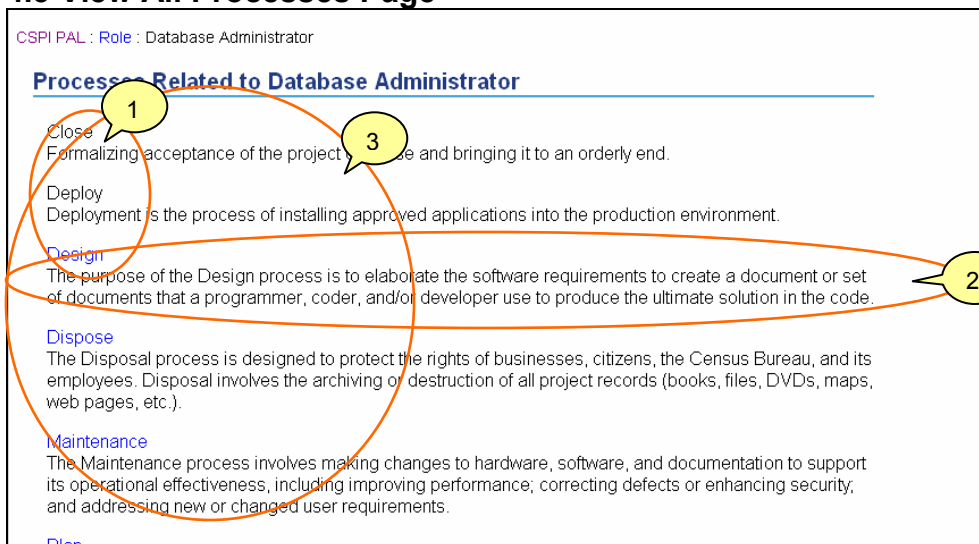 View All Processes Page
CSPI PAL : Role : Database Administrator
Processes Related to Database Administrator
1
3
Close
Formalizing acceptance of the project and bringing it to an orderly end.
Deploy
Deployment is the process of installing approved applications into the production environment.
Design
The purpose of the Design process is to elaborate the software requirements to create a document or set
of documents that a programmer, coder, and/or developer use to produce the ultimate solution in the code.
2
Dispose
The Disposal process is designed to protect the rights of businesses, citizens, the Census Bureau, and its
employees. Disposal involves the archiving or destruction of all project records (books, files, DVDs, maps,
web pages, etc.).
Maintenance
The Maintenance process involves making changes to hardware, software, and documentation to support
its operational effectiveness, including improving performance; correcting defects or enhancing security;
and addressing new or changed user requirements.